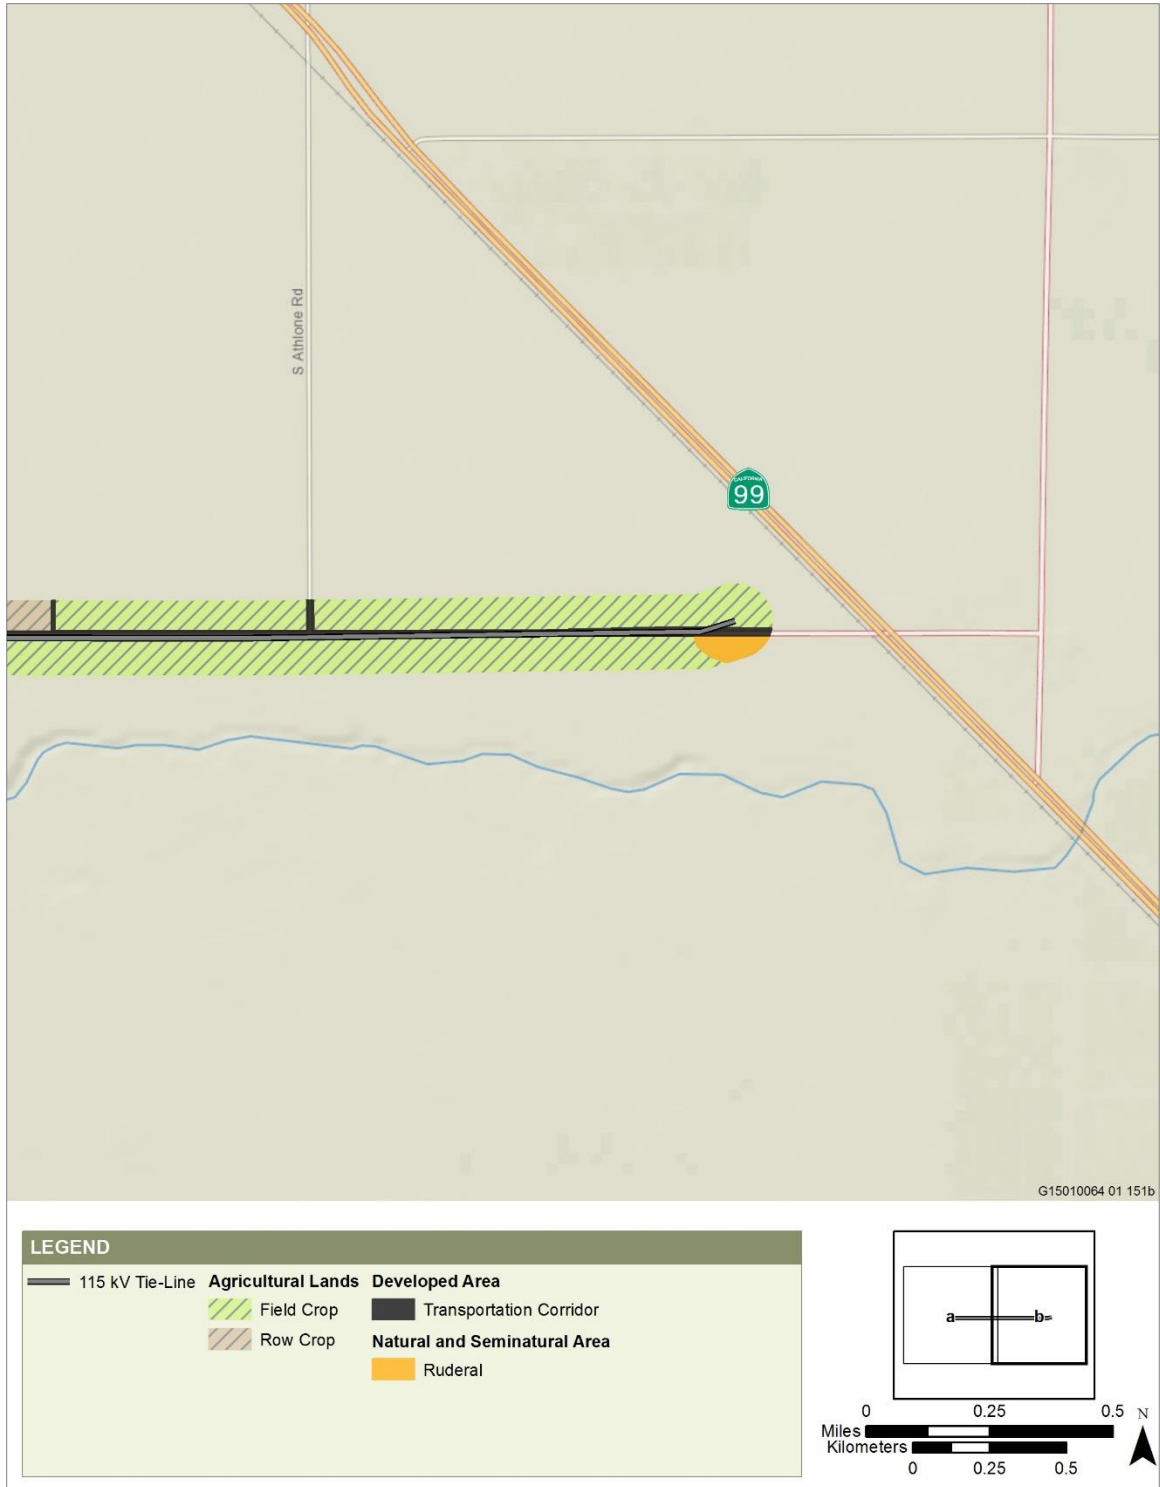 S Athlone Rd
CALIFORNIA
99
G15010064 01 151b
LEGEND
115 kV Tie-Line
Agricultural Lands
Field Crop
Row Crop
Developed Area
Transportation Corridor
Natural and Seminatural Area
Ruderal
a
b
0 0.25 0.5
Miles
Kilometers
0 0.25 0.5
N